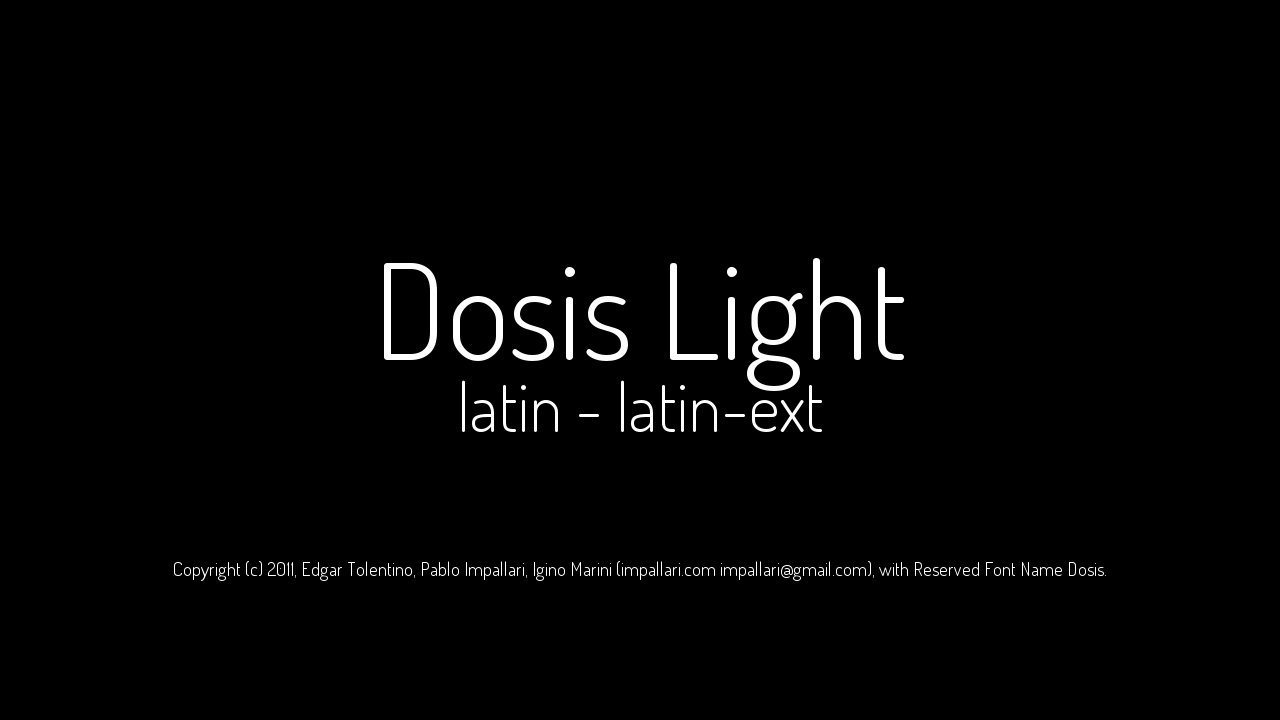 Dosis Light
latin - latin-ext
Copyright (c) 2011, Edgar Tolentino, Pablo Impallari, Igino Marini (impallari.com impallari@gmail.com), with Reserved Font Name Dosis.